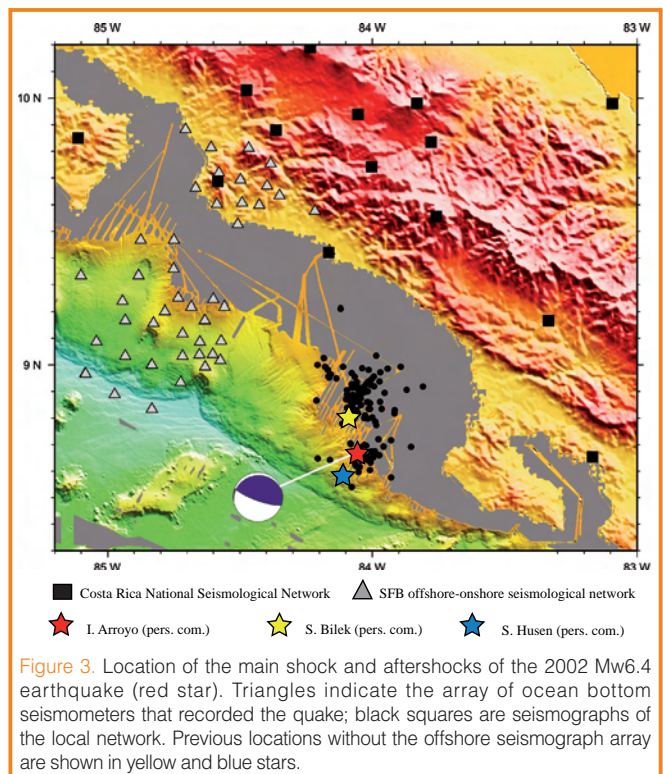 85 W 84 W 83 W
10 N
9 N
85 W 84 W 83 W
Costa Rica National Seismological Network SFB offshore-onshore seismological network
I. Arroyo (pers. com.) S. Bilek (pers. com.) S. Husen (pers. com.)
Figure 3. Location of the main shock and aftershocks of the 2002 Mw6.4
earthquake (red star). Triangles indicate the array of ocean bottom
seismometers that recorded the quake; black squares are seismographs of
the local network. Previous locations without the offshore seismograph array
are shown in yellow and blue stars.